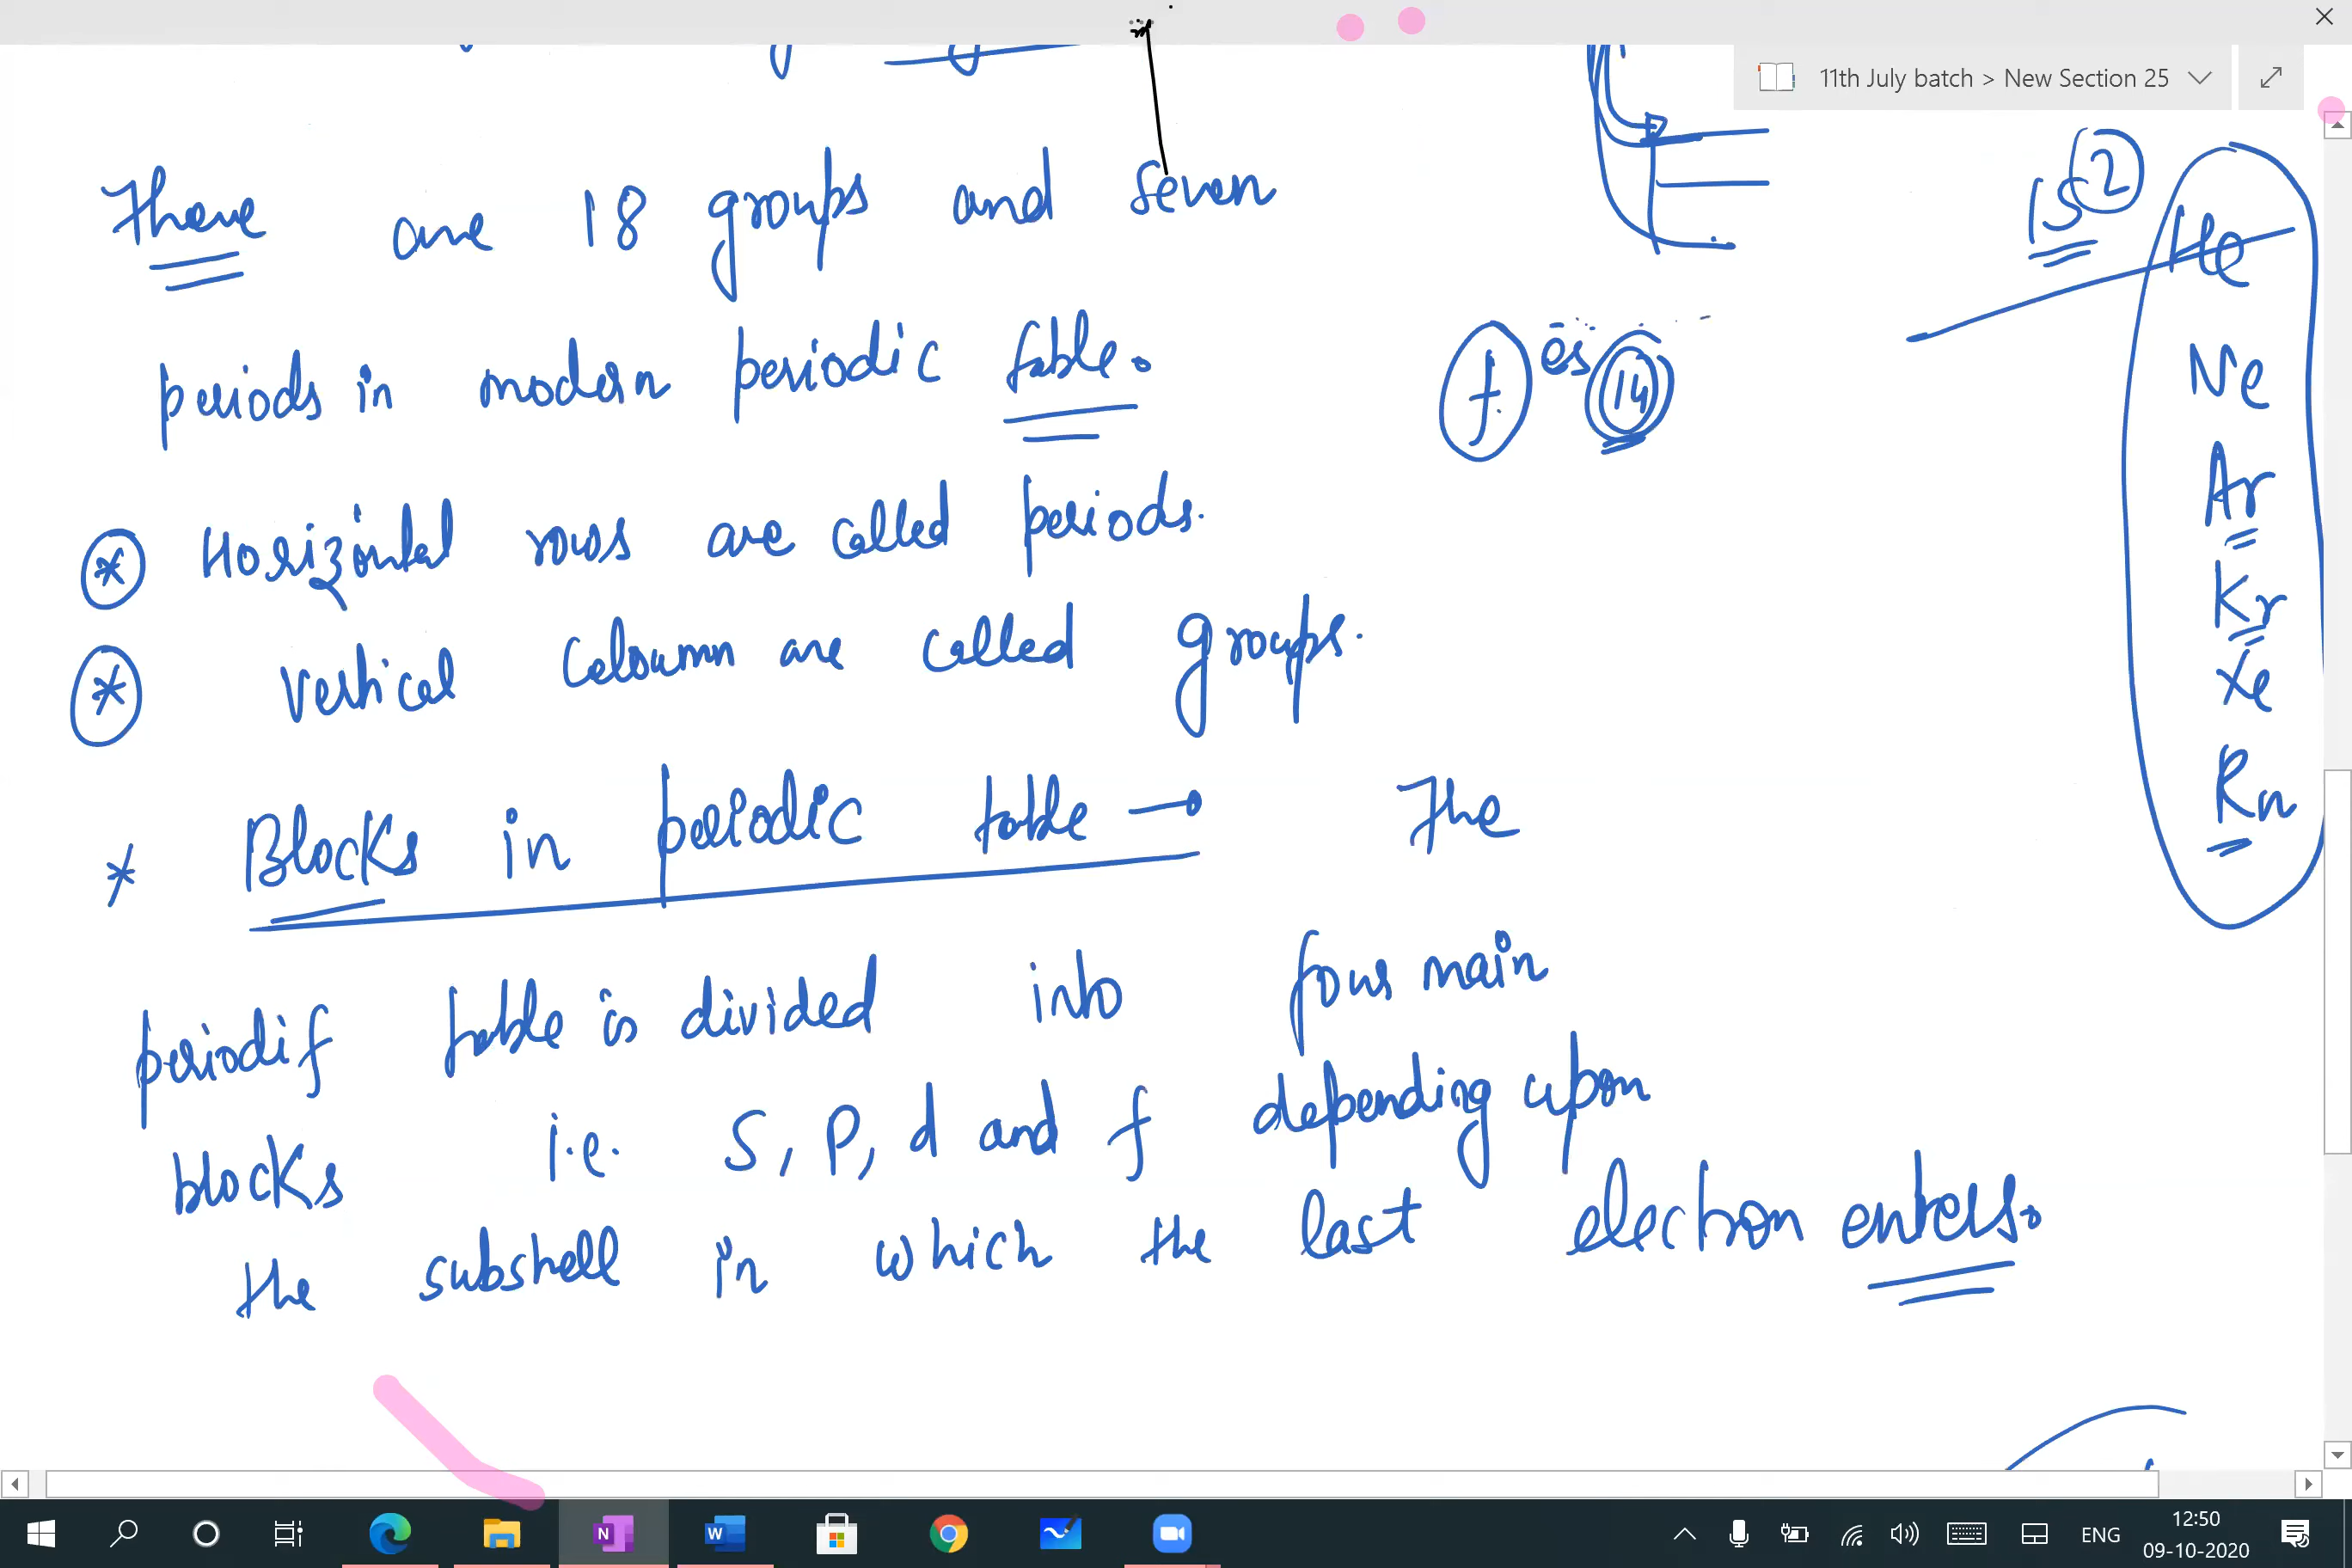 11th July batch > New Section 25
There are 18 groups and seven
periods in modern periodic table.
* Horizontal rows are called periods.
* Vertical Column are called groups.
* Blocks in periodic table → The
periodif table is divided into four main
blocks i.e. S, P, d and f depending upon
the subshell in which the last electron enters.
f es 14
1s2
He
Ne
Ar
Kr
Xe
Rn
ENG
12:50
09-10-2020